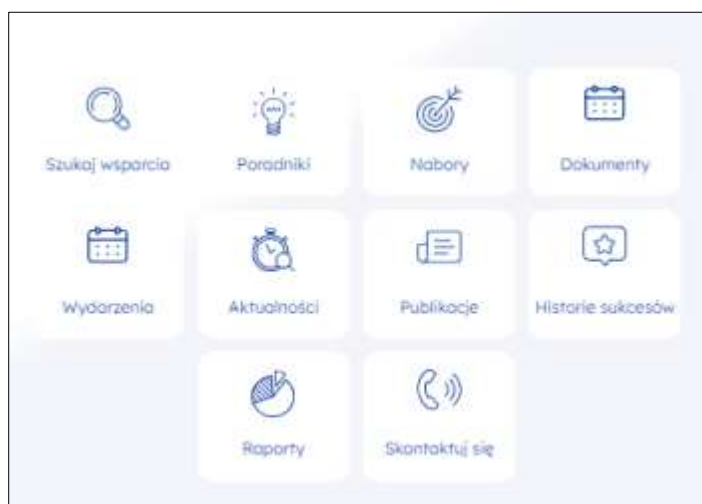 Szukaj wsparcia
Poradniki
Nabory
Dokumenty
Wydarzenia
Aktualności
Publikacje
Historie sukcesów
Raporty
Skontaktuj się